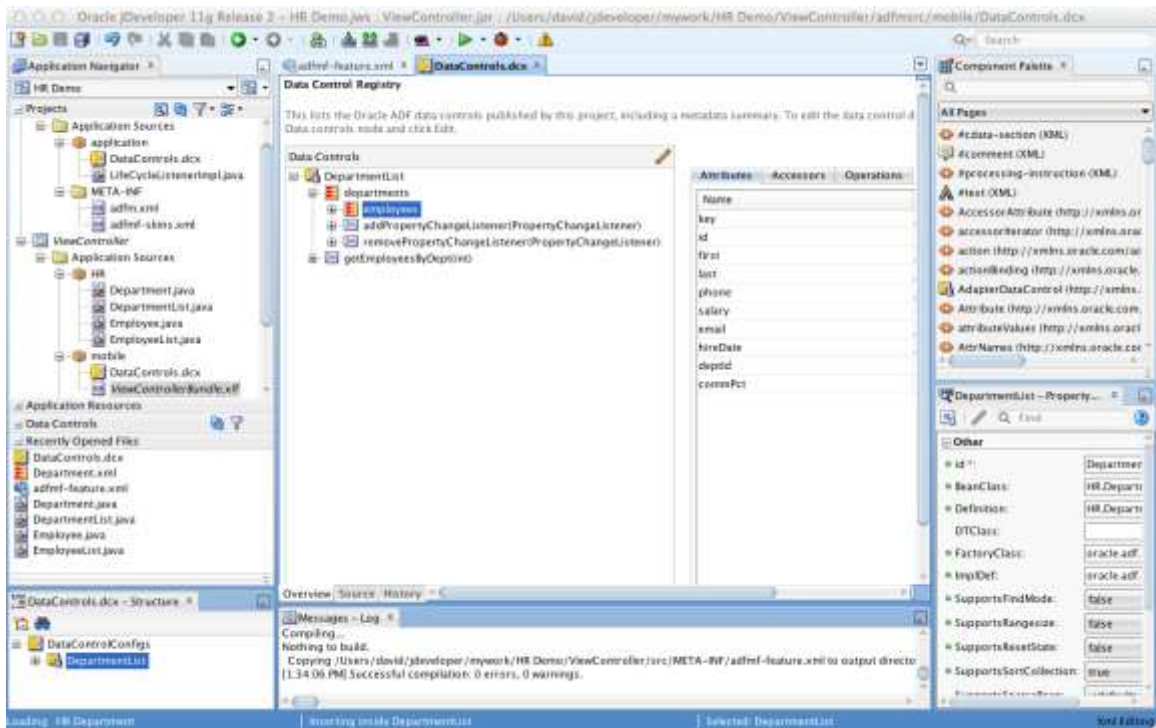 Oracle JDeveloper 11g Release 2 - HR Demo.jws : ViewController.jpr : /Users/david/jdeveloper/mywork/HR Demo/ViewController/adfmsrc/mobile/DataControls.dcx
Search
Application Navigator
HR Demo
Projects
Application Sources
application
DataControls.dcx
LifeCycleListenerImpl.java
META-INF
adfm.xml
adfmf-skins.xml
ViewController
Application Sources
HR
Department.java
DepartmentList.java
Employee.java
EmployeeList.java
mobile
DataControls.dcx
ViewControllerBundle.xlf
Application Resources
Data Controls
Recently Opened Files
DataControls.dcx
Department.xml
adfmf-feature.xml
Department.java
DepartmentList.java
Employee.java
EmployeeList.java
DataControls.dcx - Structure
DataControlConfigs
DepartmentList
adfmf-feature.xml
DataControls.dcx
Data Control Registry
This lists the Oracle ADF data controls published by this project, including a metadata summary. To edit the data control d
Data controls node and click Edit.
Data Controls
DepartmentList
departments
employees
addPropertyChangeListener(PropertyChangeListener)
removePropertyChangeListener(PropertyChangeListener)
getEmployeesByDept(int)
Attributes Accessors Operations
Name
key
id
first
last
phone
salary
email
hireDate
deptId
commPct
Overview Source History
Messages - Log
Compiling...
Nothing to build.
Copying /Users/david/jdeveloper/mywork/HR Demo/ViewController/src/META-INF/adfmf-feature.xml to output directo
[1:34:06 PM] Successful compilation: 0 errors, 0 warnings.
Component Palette
All Pages
#cdata-section (XML)
#comment (XML)
#processing-instruction (XML)
#text (XML)
AccessorAttribute (http://xmlns.or
accessorIterator (http://xmlns.orac
action (http://xmlns.oracle.com/ad
actionBinding (http://xmlns.oracle.
AdapterDataControl (http://xmlns.
Attribute (http://xmlns.oracle.com.
attributeValues (http://xmlns.oracl
AttrNames (http://xmlns.oracle.cor
DepartmentList - Property...
Find
Other
id *: Departmer
BeanClass: HR.Departi
Definition: HR.Departi
DTClass:
FactoryClass: oracle.adf.
ImplDef: oracle.adf.
SupportsFindMode: false
SupportsRangesize: false
SupportsResetState: false
SupportsSortCollection: true
Loading: HR.Department
Inserting inside DepartmentList
Selected: DepartmentList
Xml Editing